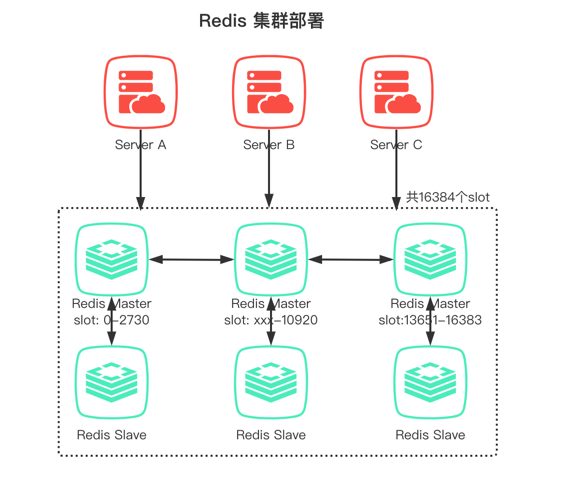 Redis 集群部署
Server A
Server B
Server C
共16384个slot
Redis Master
slot: 0-2730
Redis Master
slot: xxx-10920
Redis Master
slot:13651-16383
Redis Slave
Redis Slave
Redis Slave